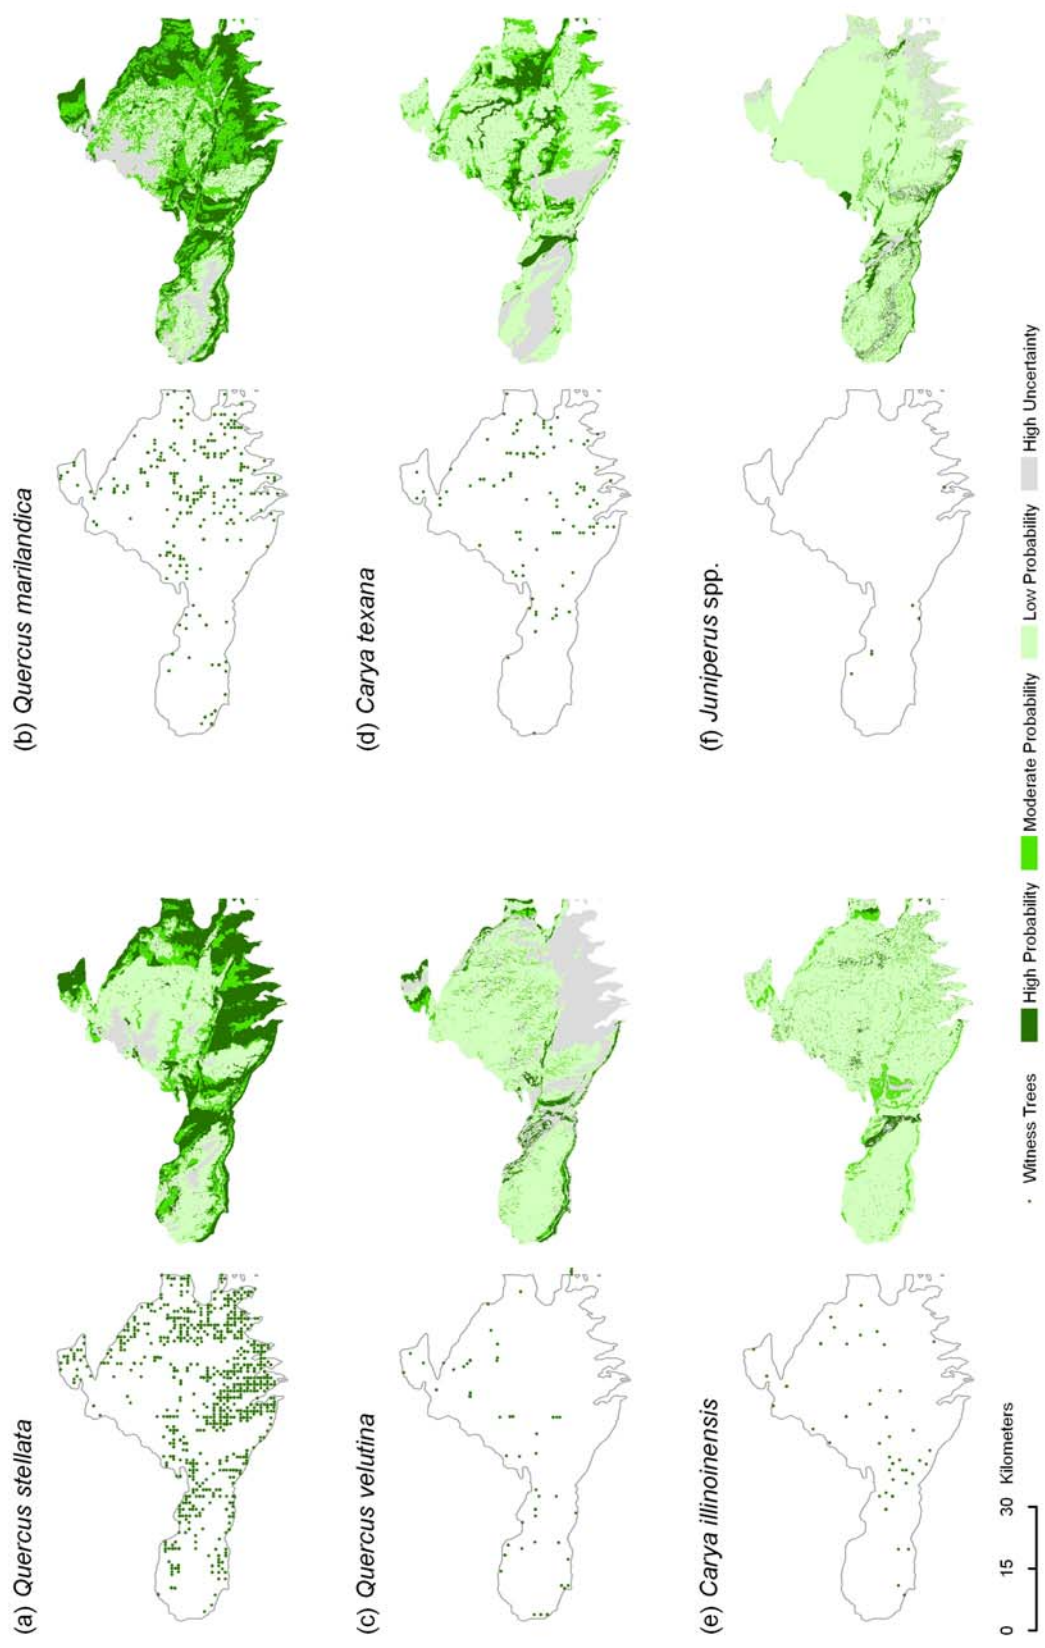 (a) Quercus stellata
(b) Quercus marilandica
(c) Quercus velutina
(d) Carya texana
(e) Carya illinoinensis
(f) Juniperus spp.
0 15 30 Kilometers
Witness Trees High Probability Moderate Probability Low Probability High Uncertainty